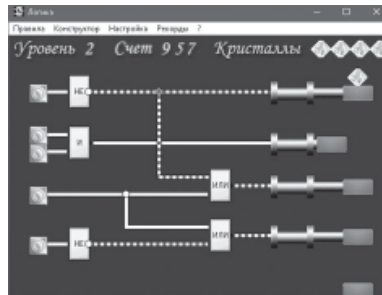 Логика
Правила Конструктор Настройка Рекорды ?
Уровень 2 Счет 957 Кристаллы
НЕ
И
ИЛИ
ИЛИ
НЕ